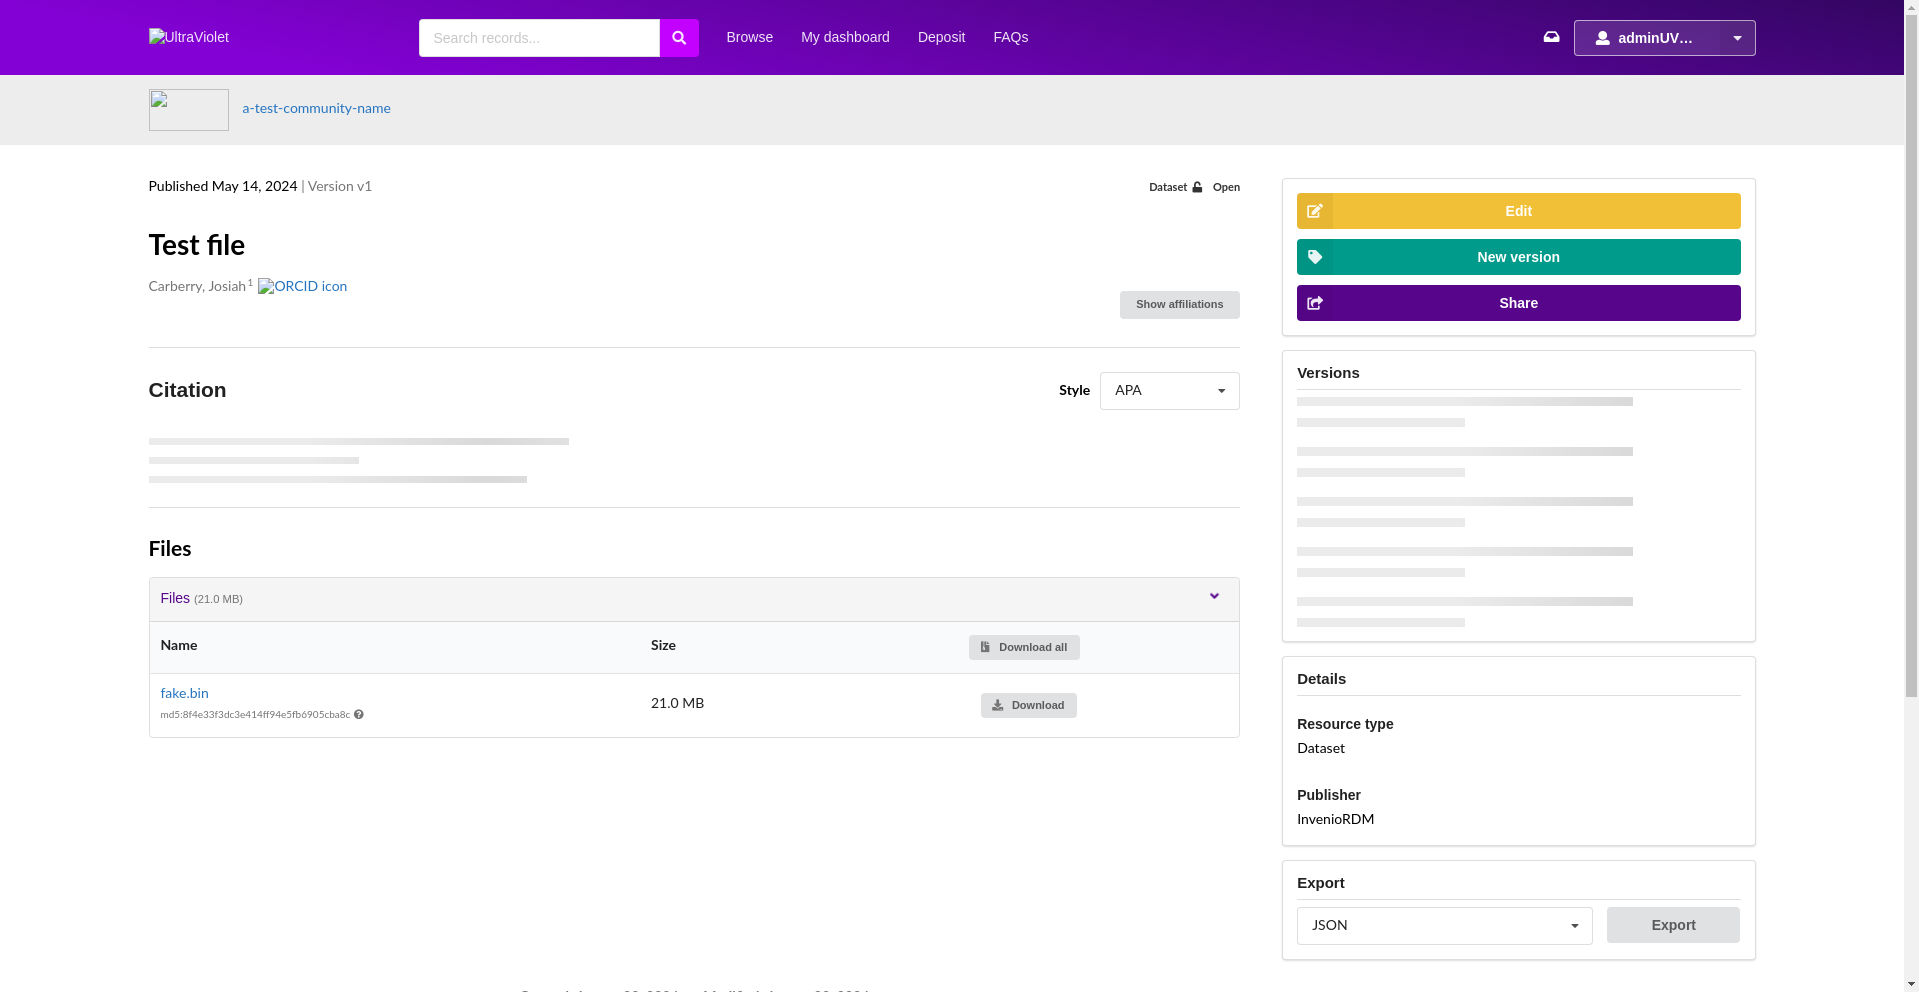 UltraViolet
Search records...
Browse
My dashboard
Deposit
FAQs
adminUV...
a-test-community-name
Published May 14, 2024 | Version v1
Dataset
Open
Test file
Carberry, Josiah1
ORCID icon
Show affiliations
Citation
Style
APA
Files
Files (21.0 MB)
Name
Size
Download all
fake.bin
md5:8f4e33f3dc3e414ff94e5fb6905cba8c
21.0 MB
Download
Edit
New version
Share
Versions
Details
Resource type
Dataset
Publisher
InvenioRDM
Export
JSON
Export